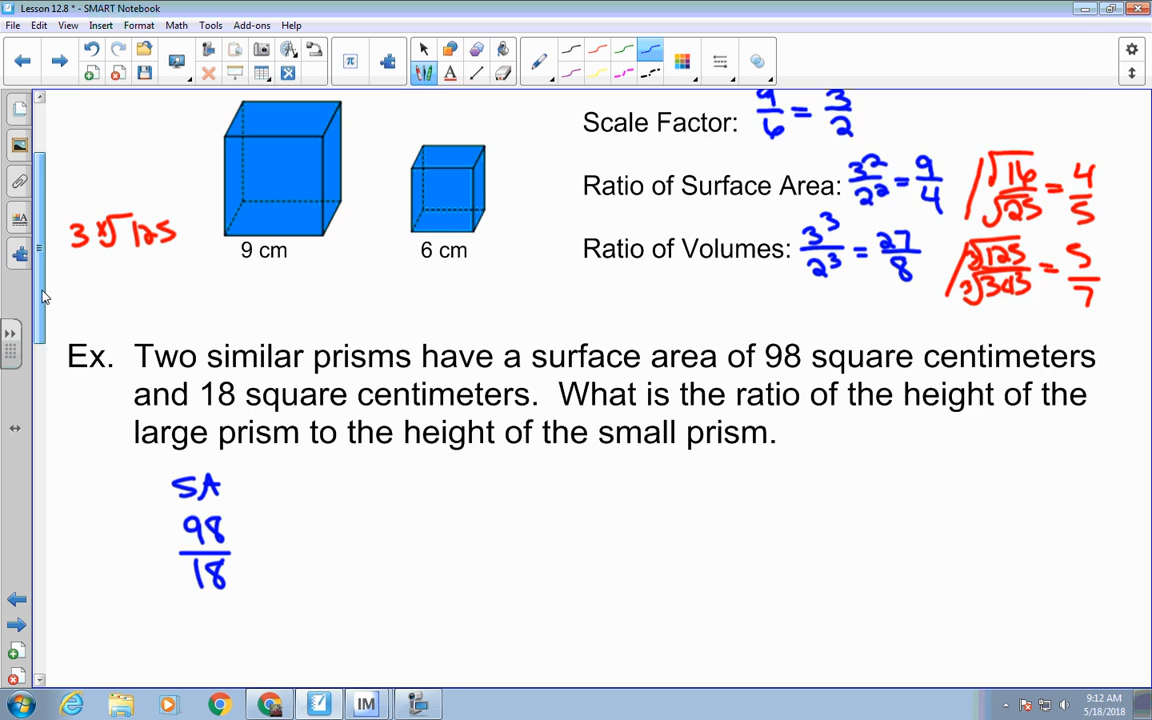 Lesson 12.8 * - SMART Notebook
File Edit View Insert Format Math Tools Add-ons Help
Scale Factor: 9/6 = 3/2
Ratio of Surface Area: 3²/2² = 9/4 √16/√25 = 4/5
3 √125
9 cm
6 cm
Ratio of Volumes: 3³/2³ = 27/8 ³√125/³√343 = 5/7
Ex. Two similar prisms have a surface area of 98 square centimeters
and 18 square centimeters. What is the ratio of the height of the
large prism to the height of the small prism.
SA
98
18
IM
9:12 AM
5/18/2018